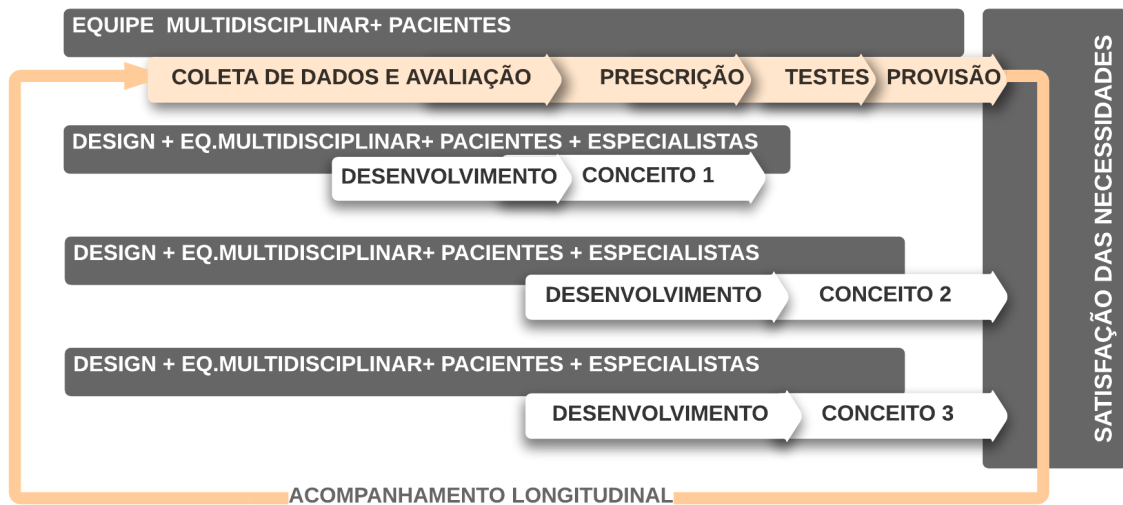 EQUIPE MULTIDISCIPLINAR+ PACIENTES
COLETA DE DADOS E AVALIAÇÃO
PRESCRIÇÃO
TESTES
PROVISÃO
DESIGN + EQ.MULTIDISCIPLINAR+ PACIENTES + ESPECIALISTAS
DESENVOLVIMENTO
CONCEITO 1
DESIGN + EQ.MULTIDISCIPLINAR+ PACIENTES + ESPECIALISTAS
DESENVOLVIMENTO
CONCEITO 2
DESIGN + EQ.MULTIDISCIPLINAR+ PACIENTES + ESPECIALISTAS
DESENVOLVIMENTO
CONCEITO 3
SATISFAÇÃO DAS NECESSIDADES
ACOMPANHAMENTO LONGITUDINAL